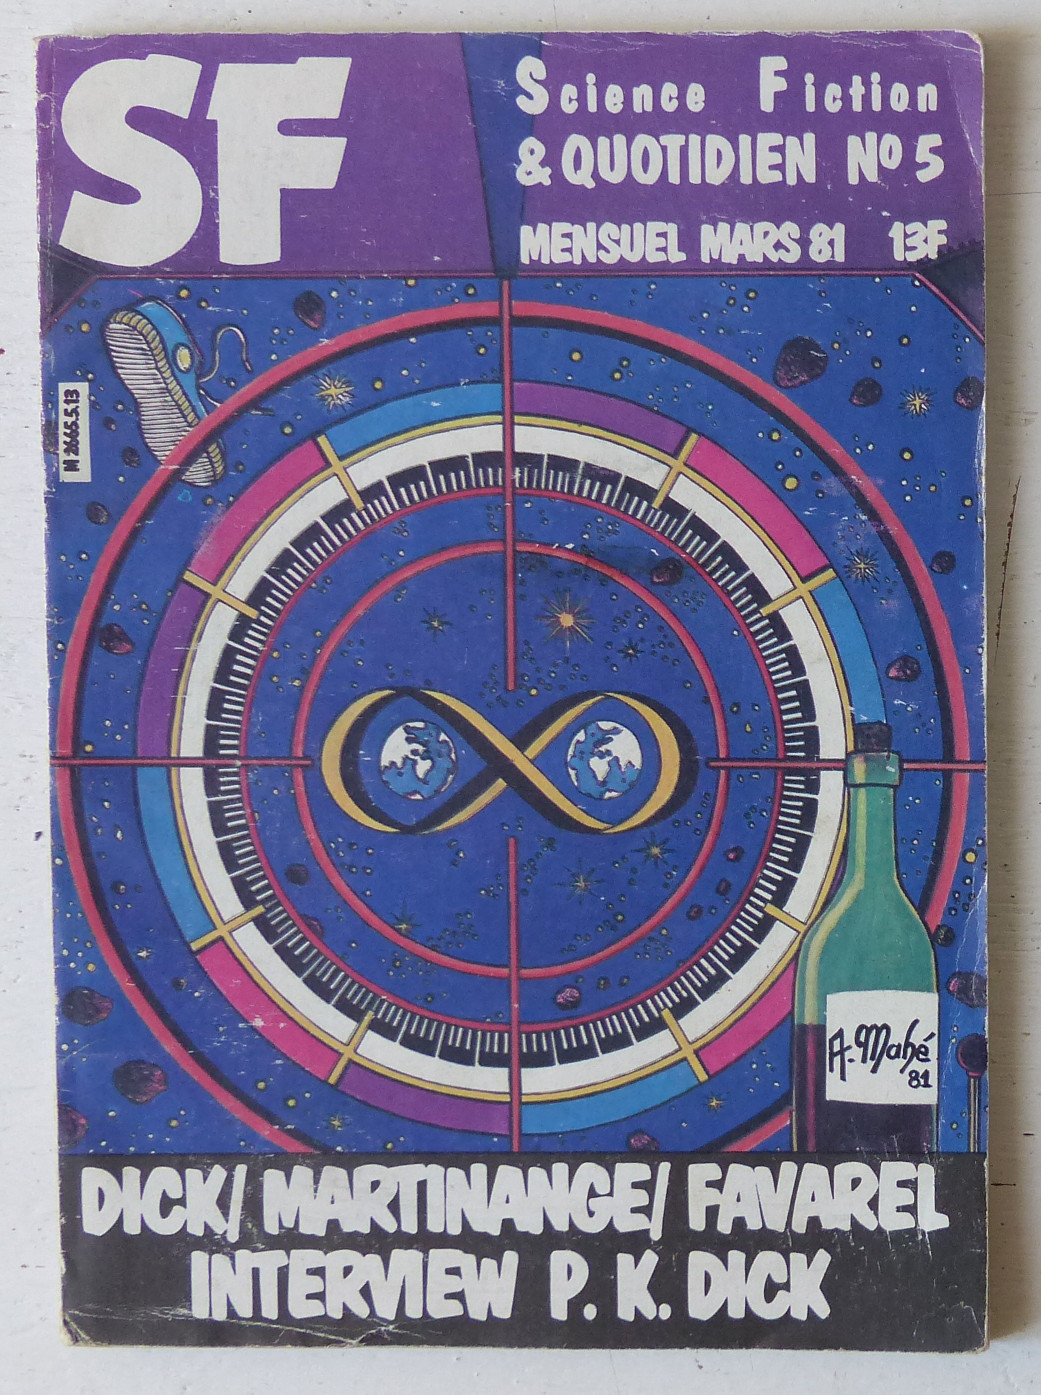 SF
Science Fiction
& QUOTIDIEN Nº 5
MENSUEL MARS 81 13F
M 2665.5.13
A. Mahé
81
DICK/ MARTINANGE/ FAVAREL
INTERVIEW P. K. DICK